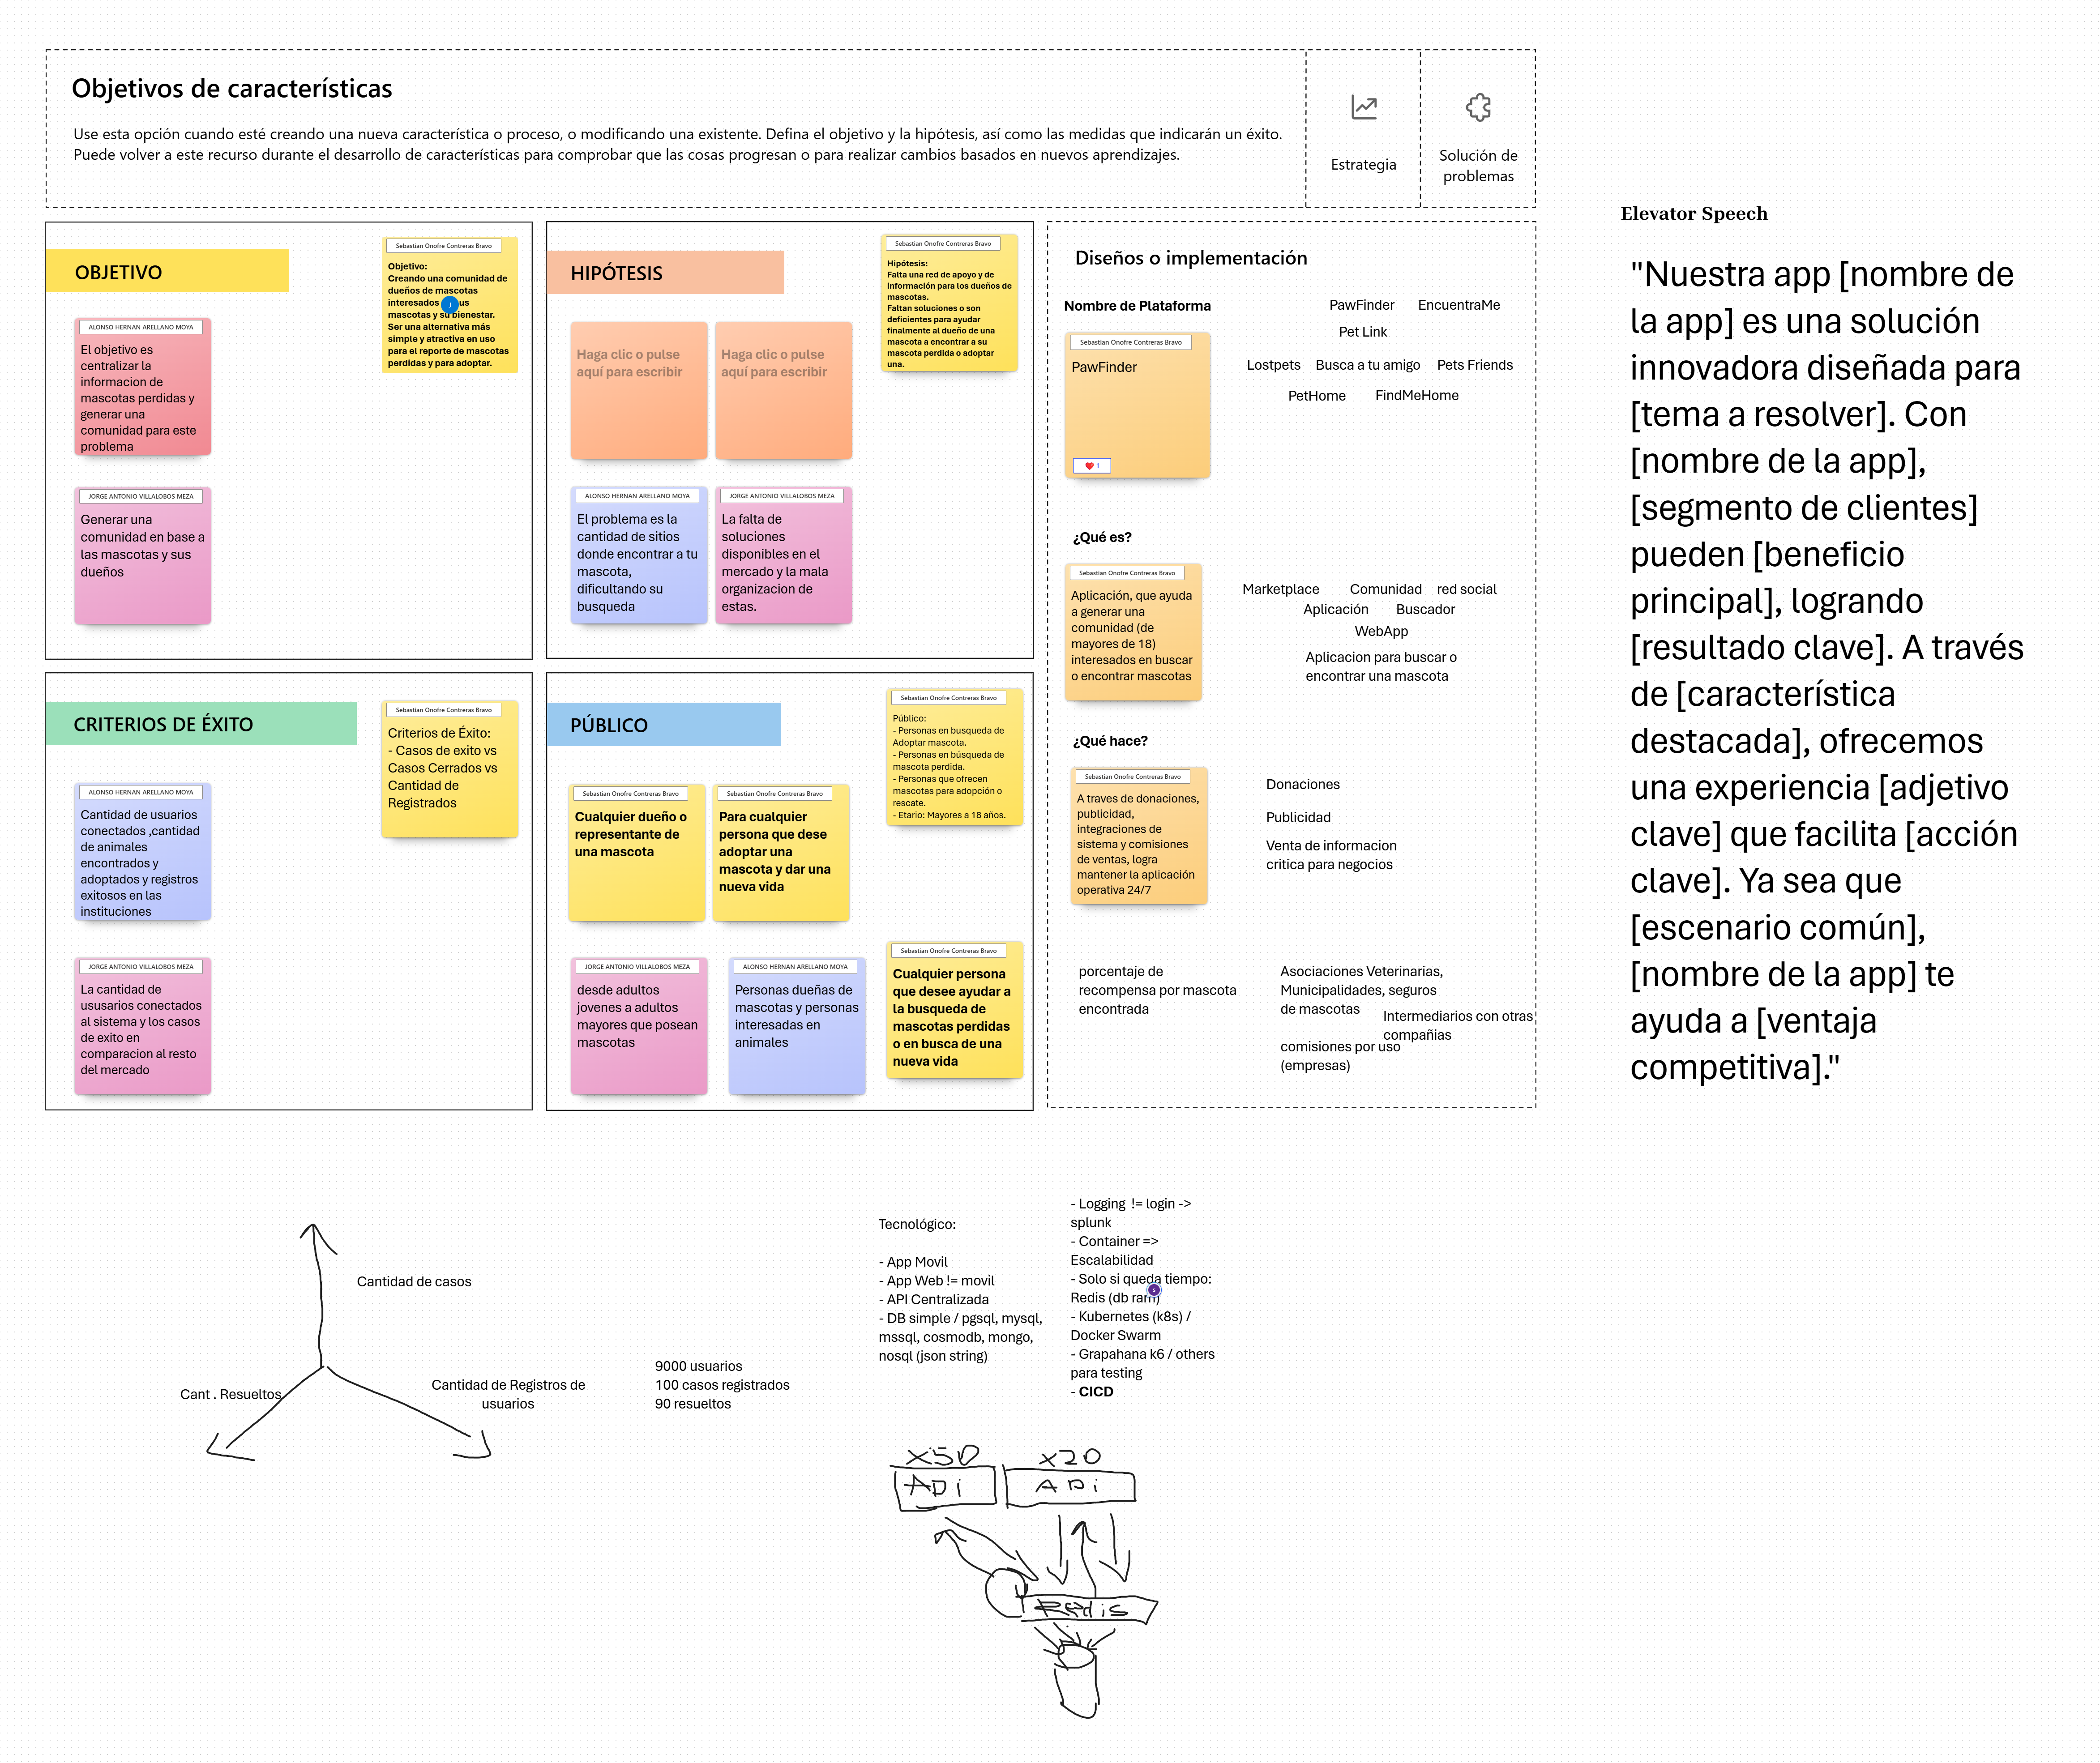 Objetivos de características
Use esta opción cuando esté creando una nueva característica o proceso, o modificando una existente. Defina el objetivo y la hipótesis, así como las medidas que indicarán un éxito.
Puede volver a este recurso durante el desarrollo de características para comprobar que las cosas progresan o para realizar cambios basados en nuevos aprendizajes.
Estrategia
Solución de
problemas
OBJETIVO
Sebastian Onofre Contreras Bravo
Objetivo:
Creando una comunidad de
dueños de mascotas
interesados us
mascotas y su bienestar.
Ser una alternativa más
simple y atractiva en uso
para el reporte de mascotas
perdidas y para adoptar.
ALONSO HERNAN ARELLANO MOYA
El objetivo es
centralizar la
informacion de
mascotas perdidas y
generar una
comunidad para este
problema
JORGE ANTONIO VILLALOBOS MEZA
Generar una
comunidad en base a
las mascotas y sus
dueños
HIPÓTESIS
Sebastian Onofre Contreras Bravo
Hipótesis:
Falta una red de apoyo y de
información para los dueños de
mascotas.
Faltan soluciones o son
deficientes para ayudar
finalmente al dueño de una
mascota a encontrar a su
mascota perdida o adoptar
una.
Haga clic o pulse
aquí para escribir
Haga clic o pulse
aquí para escribir
ALONSO HERNAN ARELLANO MOYA
El problema es la
cantidad de sitios
donde encontrar a tu
mascota,
dificultando su
busqueda
JORGE ANTONIO VILLALOBOS MEZA
La falta de
soluciones
disponibles en el
mercado y la mala
organizacion de
estas.
CRITERIOS DE ÉXITO
Sebastian Onofre Contreras Bravo
Criterios de Éxito:
- Casos de exito vs
Casos Cerrados vs
Cantidad de
Registrados
ALONSO HERNAN ARELLANO MOYA
Cantidad de usuarios
conectados ,cantidad
de animales
encontrados y
adoptados y registros
exitosos en las
instituciones
JORGE ANTONIO VILLALOBOS MEZA
La cantidad de
ususarios conectados
al sistema y los casos
de exito en
comparacion al resto
del mercado
PÚBLICO
Sebastian Onofre Contreras Bravo
Público:
- Personas en busqueda de
Adoptar mascota.
- Personas en búsqueda de
mascota perdida.
- Personas que ofrecen
mascotas para adopción o
rescate.
- Etario: Mayores a 18 años.
Sebastian Onofre Contreras Bravo
Cualquier dueño o
representante de
una mascota
Sebastian Onofre Contreras Bravo
Para cualquier
persona que dese
adoptar una
mascota y dar una
nueva vida
JORGE ANTONIO VILLALOBOS MEZA
desde adultos
jovenes a adultos
mayores que posean
mascotas
ALONSO HERNAN ARELLANO MOYA
Personas dueñas de
mascotas y personas
interesadas en
animales
Sebastian Onofre Contreras Bravo
Cualquier persona
que desee ayudar a
la busqueda de
mascotas perdidas
o en busca de una
nueva vida
Diseños o implementación
Nombre de Plataforma
Sebastian Onofre Contreras Bravo
PawFinder
1
PawFinder EncuentraMe
Pet Link
Lostpets Busca a tu amigo Pets Friends
PetHome FindMeHome
¿Qué es?
Sebastian Onofre Contreras Bravo
Aplicación, que ayuda
a generar una
comunidad (de
mayores de 18)
interesados en buscar
o encontrar mascotas
Marketplace Comunidad red social
Aplicación Buscador
WebApp
Aplicacion para buscar o
encontrar una mascota
¿Qué hace?
Sebastian Onofre Contreras Bravo
A traves de donaciones,
publicidad,
integraciones de
sistema y comisiones
de ventas, logra
mantener la aplicación
operativa 24/7
Donaciones
Publicidad
Venta de informacion
critica para negocios
porcentaje de
recompensa por mascota
encontrada
Asociaciones Veterinarias,
Municipalidades, seguros
de mascotas
Intermediarios con otras
compañias
comisiones por uso
(empresas)
Elevator Speech
"Nuestra app [nombre de
la app] es una solución
innovadora diseñada para
[tema a resolver]. Con
[nombre de la app],
[segmento de clientes]
pueden [beneficio
principal], logrando
[resultado clave]. A través
de [característica
destacada], ofrecemos
una experiencia [adjetivo
clave] que facilita [acción
clave]. Ya sea que
[escenario común],
[nombre de la app] te
ayuda a [ventaja
competitiva]."
Cantidad de casos
Cant . Resueltos
Cantidad de Registros de
usuarios
9000 usuarios
100 casos registrados
90 resueltos
Tecnológico:
- App Movil
- App Web != movil
- API Centralizada
- DB simple / pgsql, mysql,
mssql, cosmodb, mongo,
nosql (json string)
- Logging != login ->
splunk
- Container =>
Escalabilidad
- Solo si queda tiempo:
Redis (db ram)
- Kubernetes (k8s) /
Docker Swarm
- Grapahana k6 / others
para testing
- CICD
x50 x20
APi APi
Redis